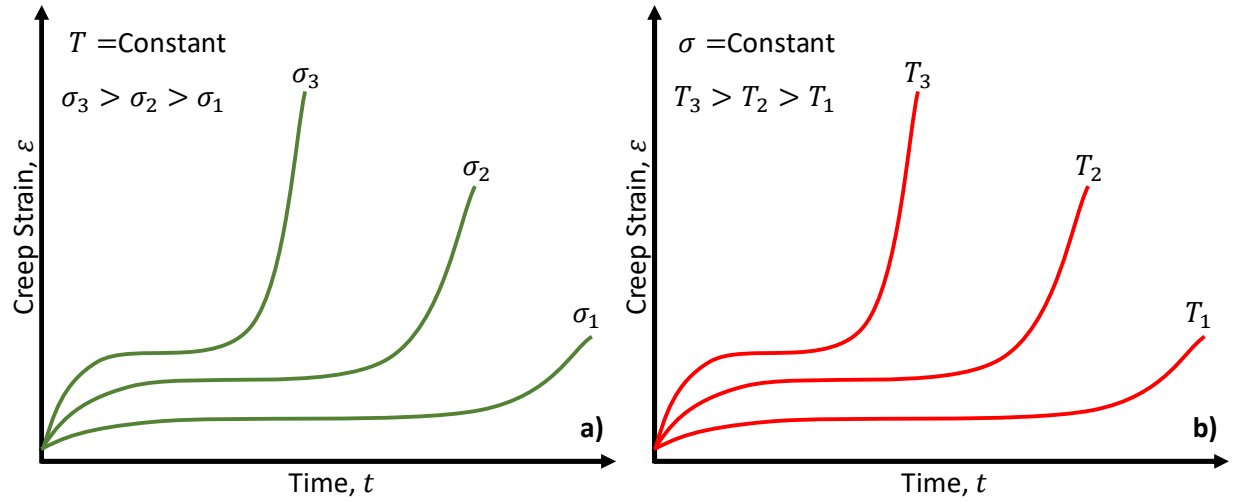 T =Constant
σ₃ > σ₂ > σ₁
σ₃
σ₂
σ₁
Creep Strain, ε
Time, t
a)
σ =Constant
T₃ > T₂ > T₁
T₃
T₂
T₁
Creep Strain, ε
Time, t
b)